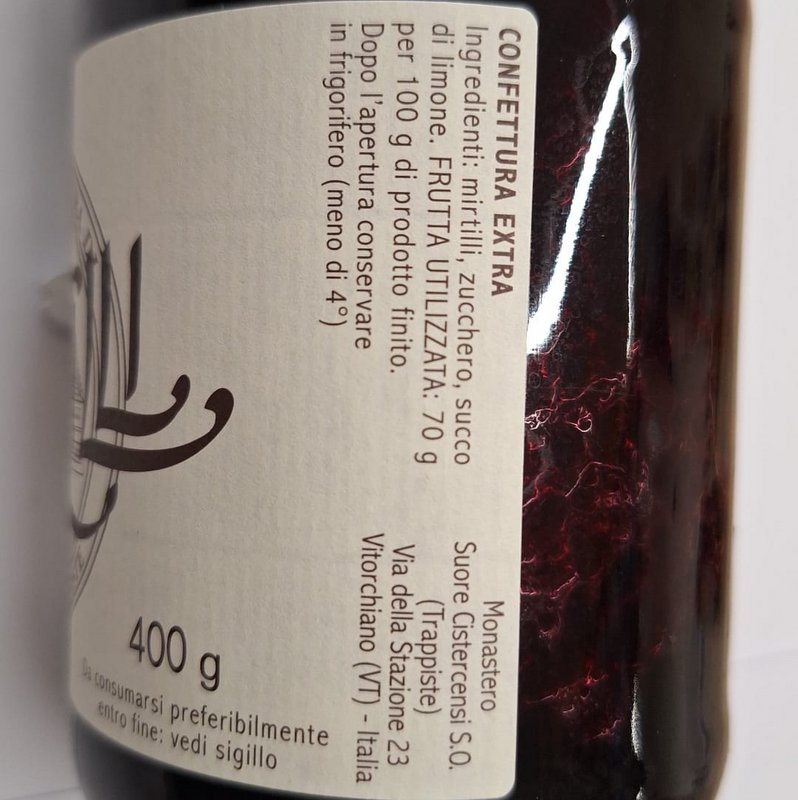 CONFETTURA EXTRA
Ingredienti: mirtilli, zucchero, succo
di limone. FRUTTA UTILIZZATA: 70 g
per 100 g di prodotto finito.
Dopo l'apertura conservare
in frigorifero (meno di 4°)
Monastero
Suore Cistercensi S.O.
(Trappiste)
Via della Stazione 23
Vitorchiano (VT) - Italia
400 g
Da consumarsi preferibilmente
entro fine: vedi sigillo